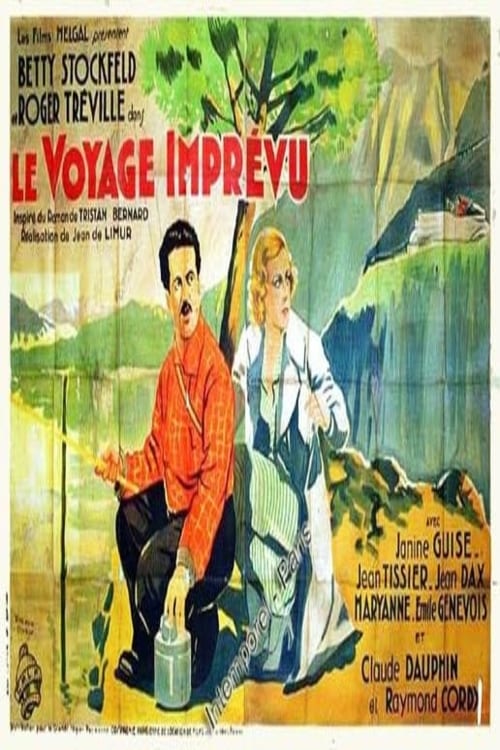 Les Films MELGAL présentent
BETTY STOCKFELD
et ROGER TRÉVILLE dans
LE VOYAGE IMPRÉVU
Inspiré du Roman de TRISTAN BERNARD
Réalisation de Jean de LIMUR
AVEC
Janine GUISE _
Jean TISSIER _ Jean DAX
MARYANNE _ Emile GENEVOIS
ET
Claude DAUPHIN
et Raymond CORDY
Intemporel - Paris